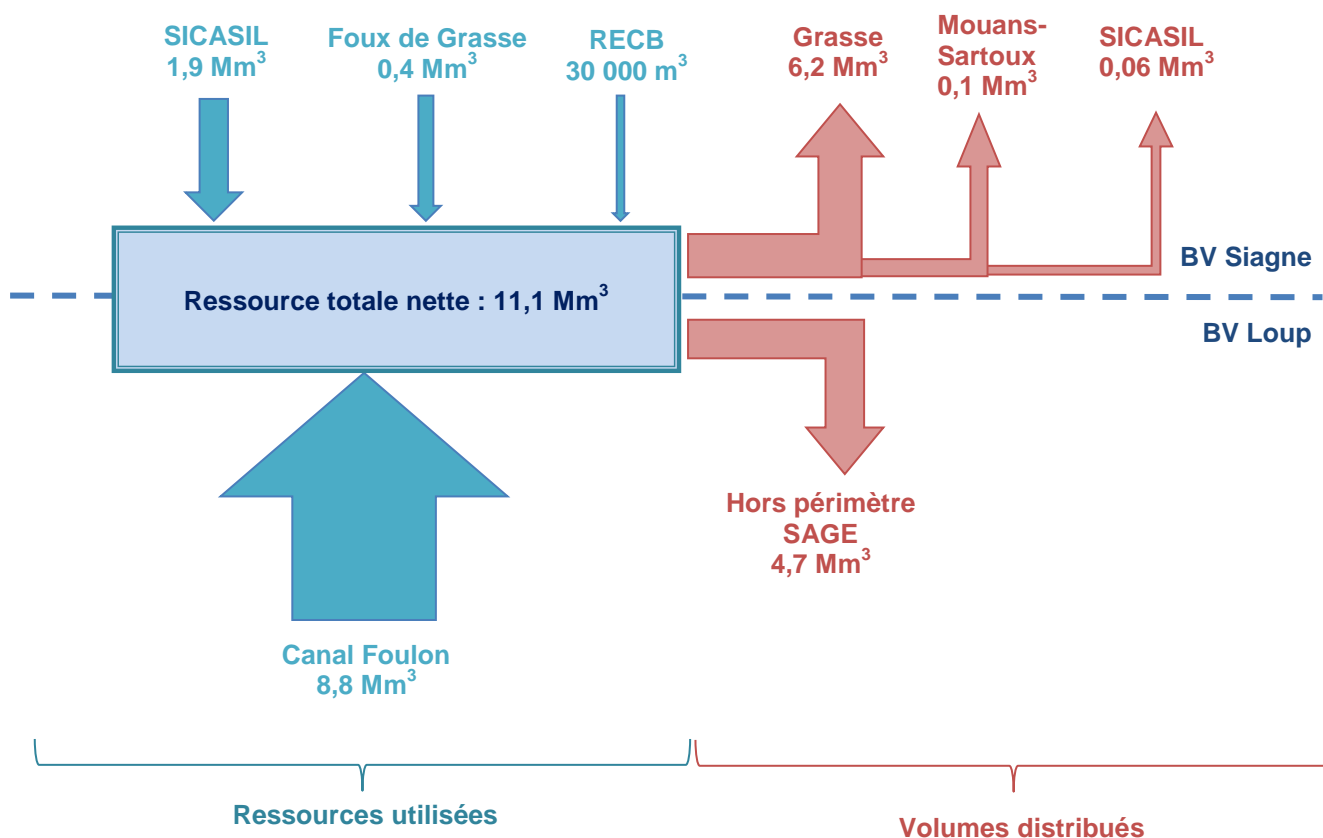 SICASIL
1,9 Mm³
Foux de Grasse
0,4 Mm³
RECB
30 000 m³
Grasse
6,2 Mm³
Mouans-
Sartoux
0,1 Mm³
SICASIL
0,06 Mm³
BV Siagne
Ressource totale nette : 11,1 Mm³
BV Loup
Hors périmètre
SAGE
4,7 Mm³
Canal Foulon
8,8 Mm³
Ressources utilisées
Volumes distribués